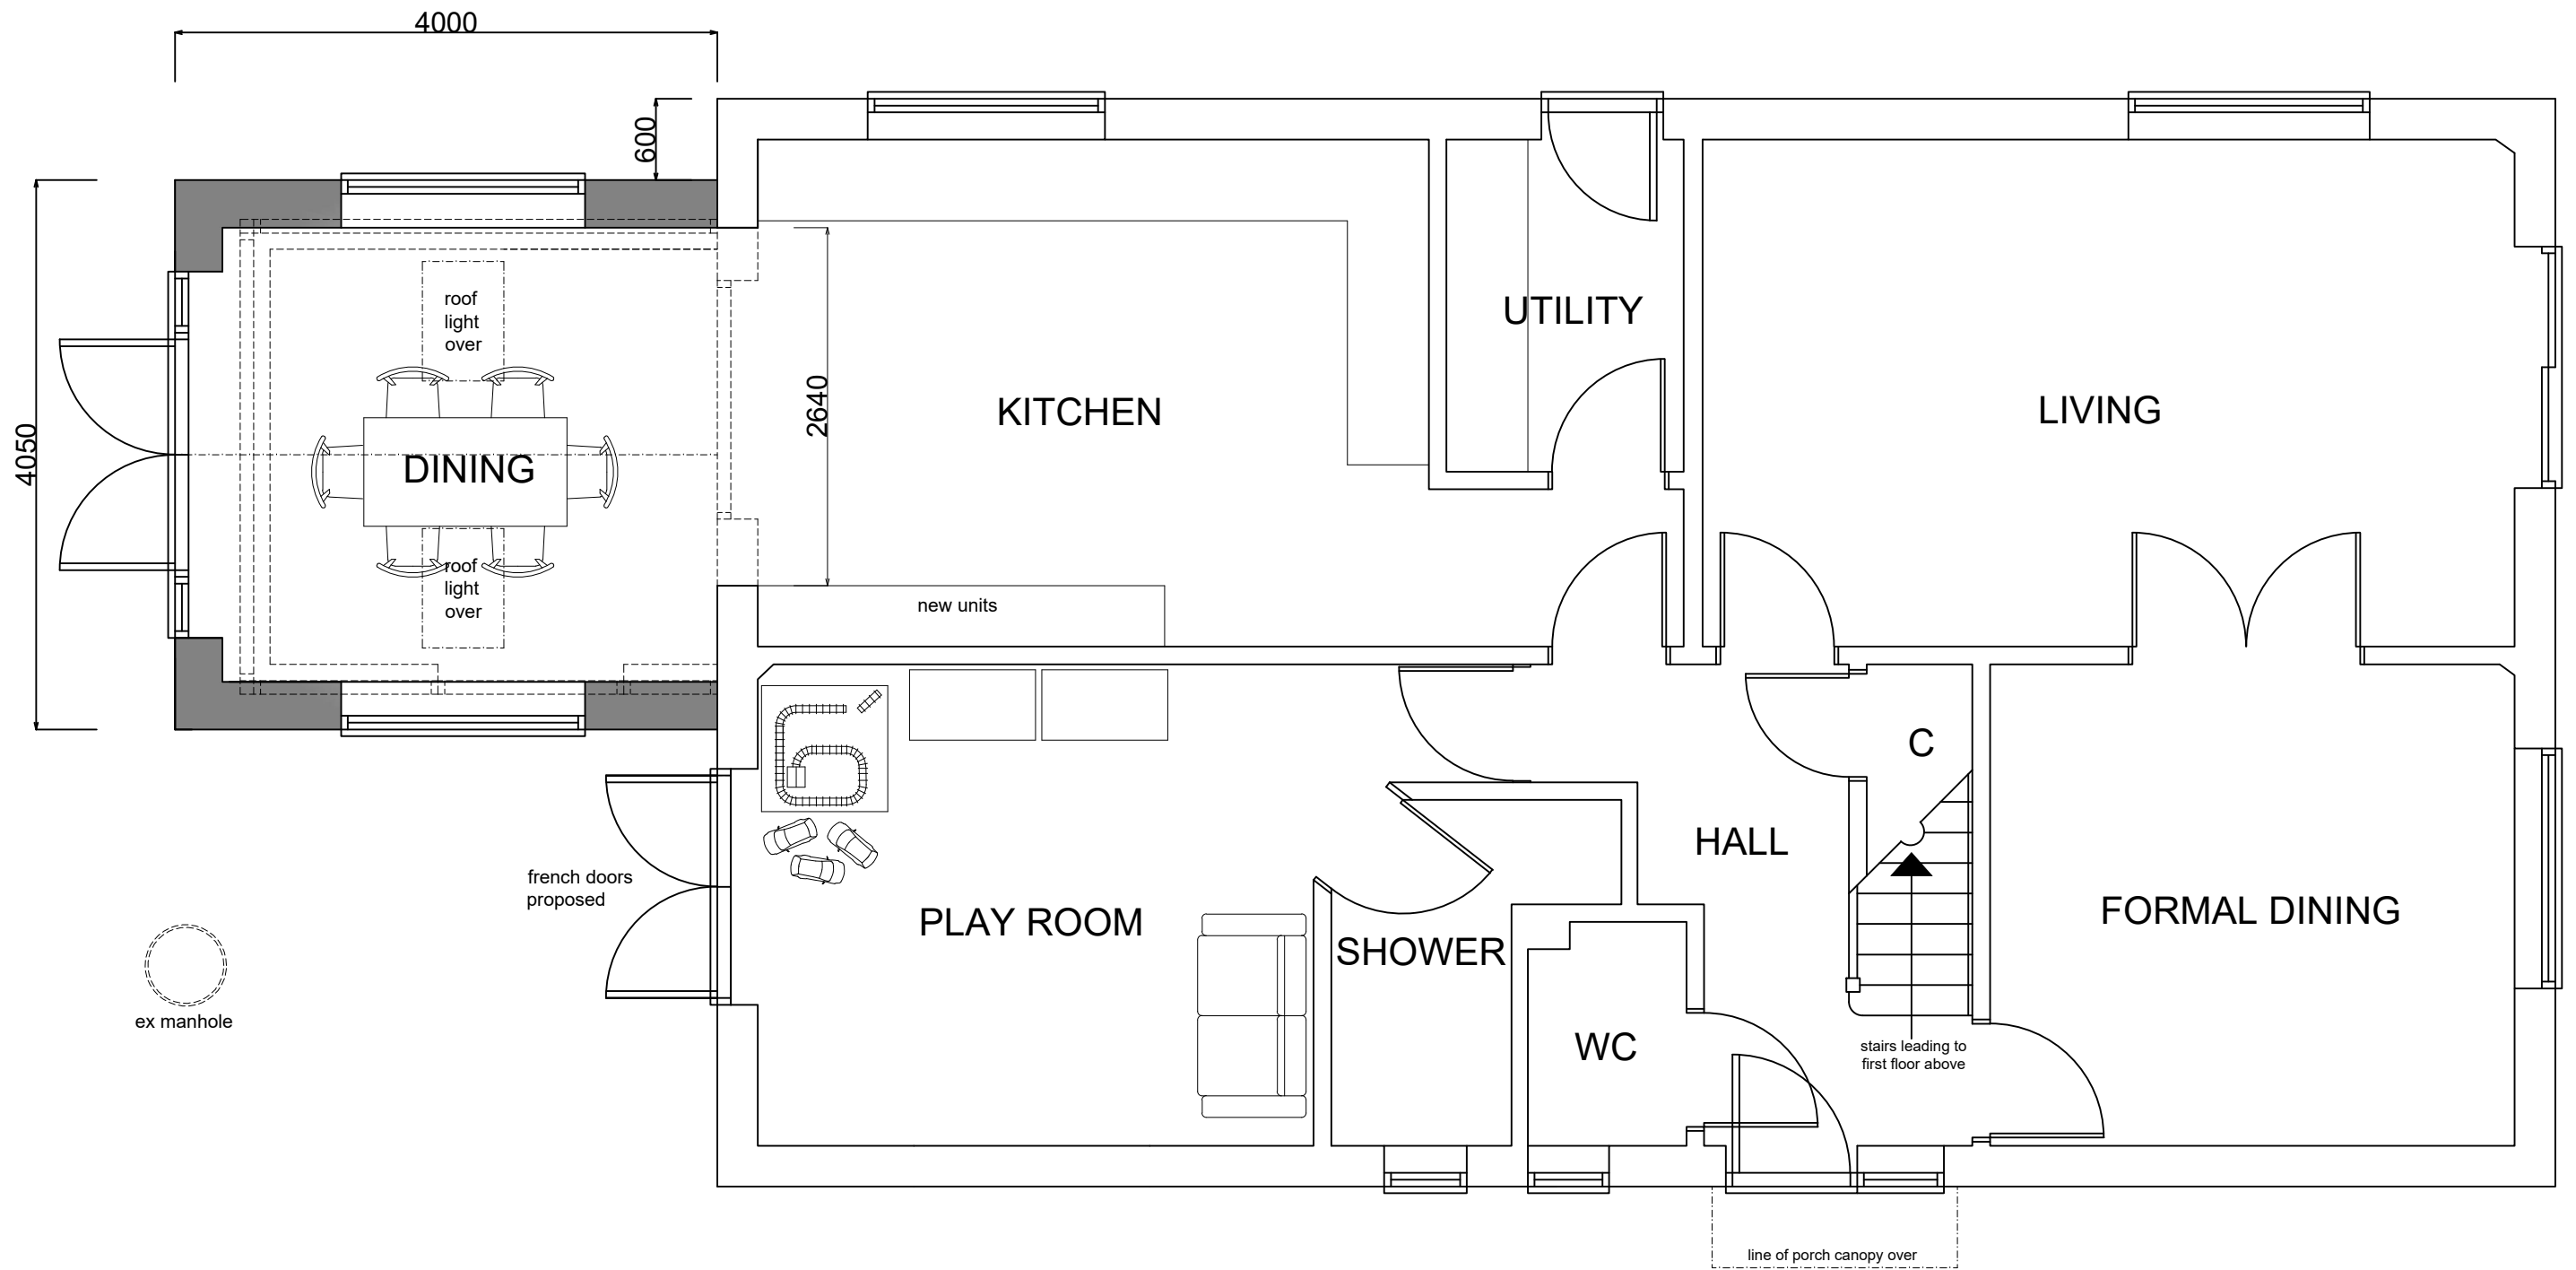 4000
600
4050
roof
light
over
DINING
roof
light
over
2640
KITCHEN
new units
UTILITY
LIVING
C
HALL
PLAY ROOM
french doors
proposed
SHOWER
WC
FORMAL DINING
stairs leading to
first floor above
ex manhole
line of porch canopy over